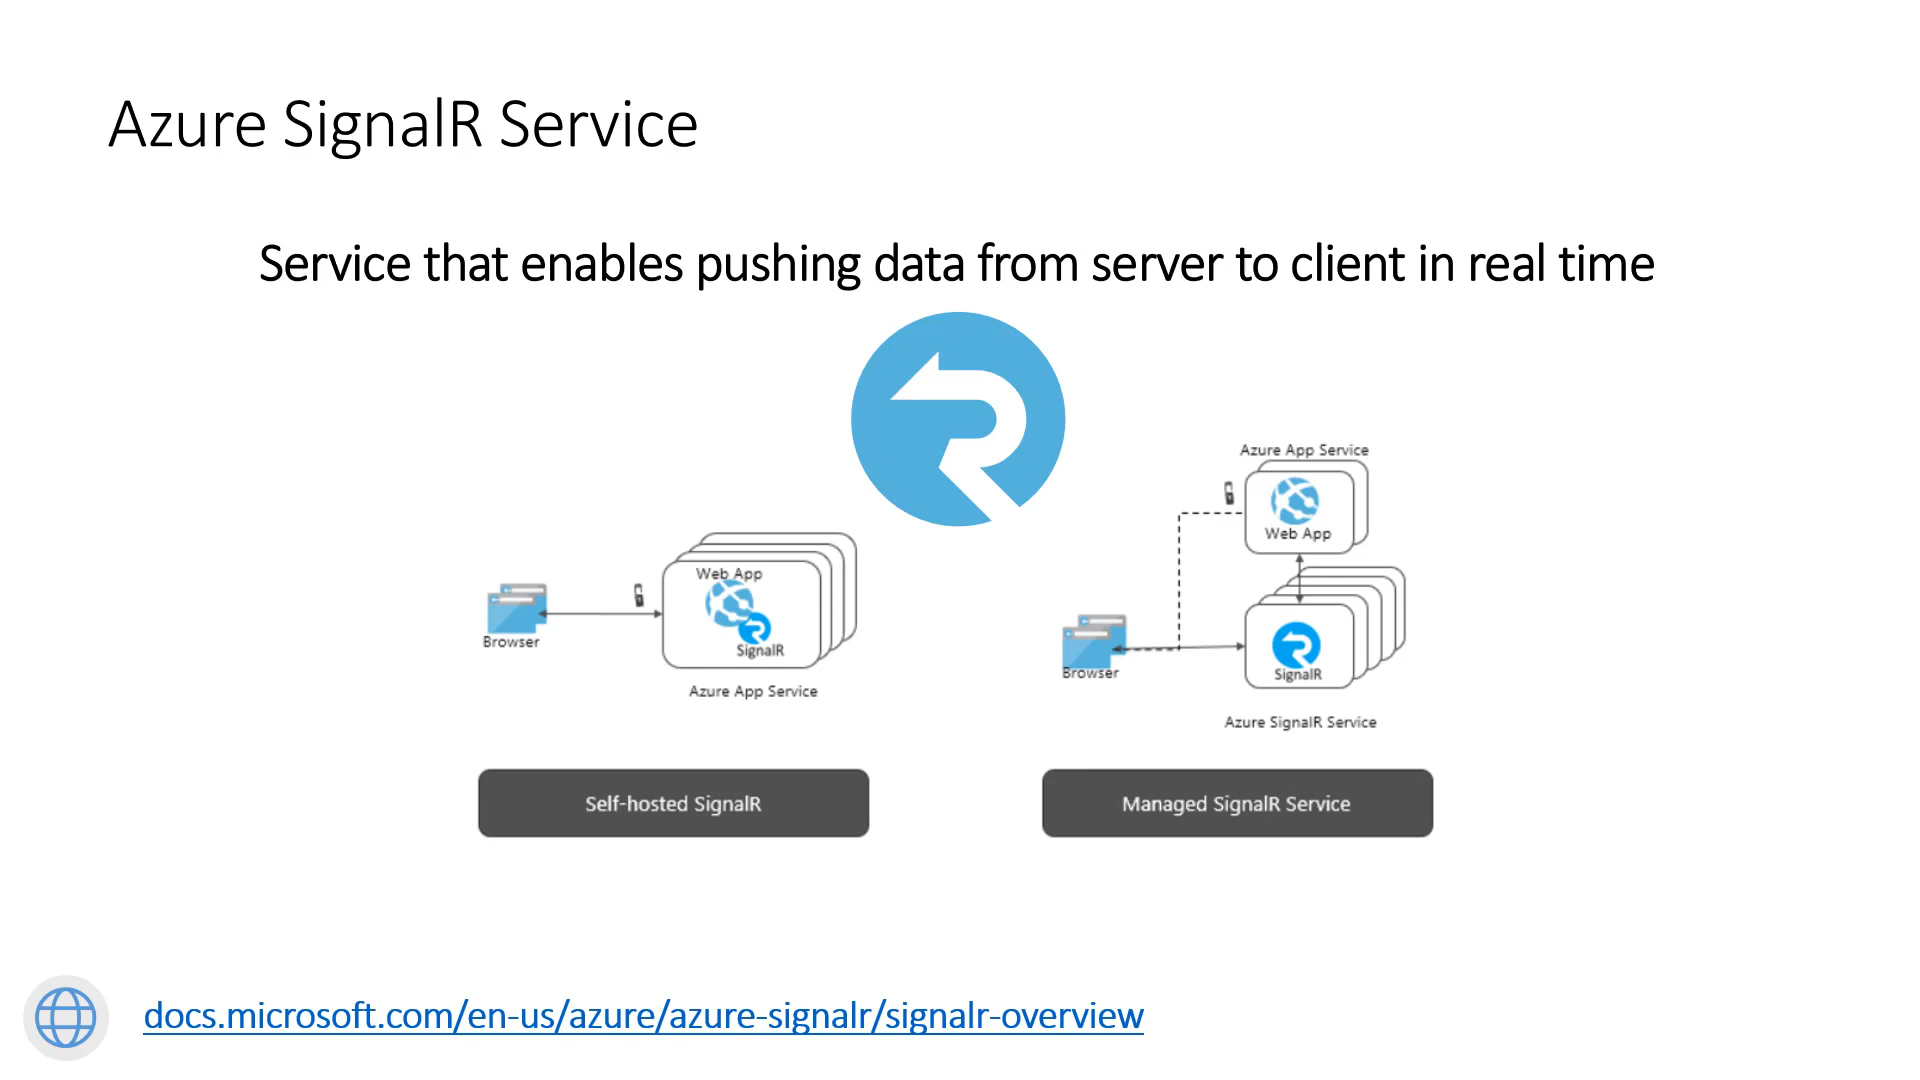 Azure SignalR Service
Service that enables pushing data from server to client in real time
Web App
SignalR
Browser
Azure App Service
Self-hosted SignalR
Azure App Service
Web App
Browser
SignalR
Azure SignalR Service
Managed SignalR Service
docs.microsoft.com/en-us/azure/azure-signalr/signalr-overview